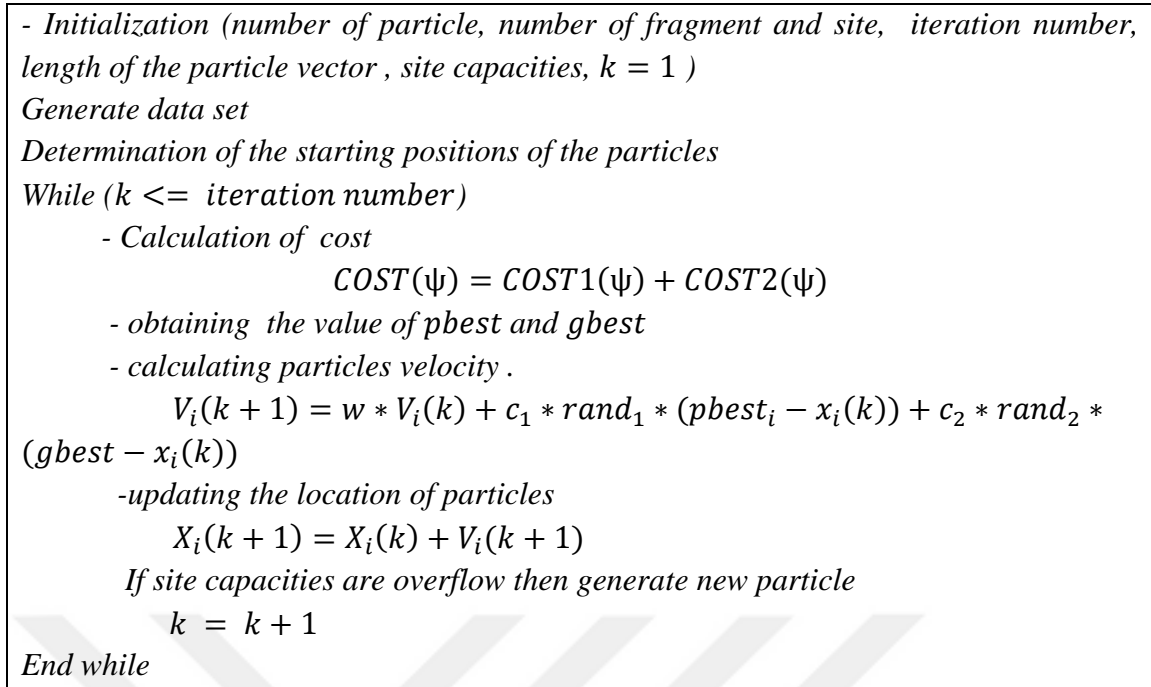 - Initialization (number of particle, number of fragment and site, iteration number,
length of the particle vector , site capacities, k = 1 )
Generate data set
Determination of the starting positions of the particles
While (k <= iteration number)
- Calculation of cost
COST(ψ) = COST1(ψ) + COST2(ψ)
- obtaining the value of pbest and gbest
- calculating particles velocity .
V_i(k + 1) = w * V_i(k) + c_1 * rand_1 * (pbest_i − x_i(k)) + c_2 * rand_2 *
(gbest − x_i(k))
-updating the location of particles
X_i(k + 1) = X_i(k) + V_i(k + 1)
If site capacities are overflow then generate new particle
k = k + 1
End while